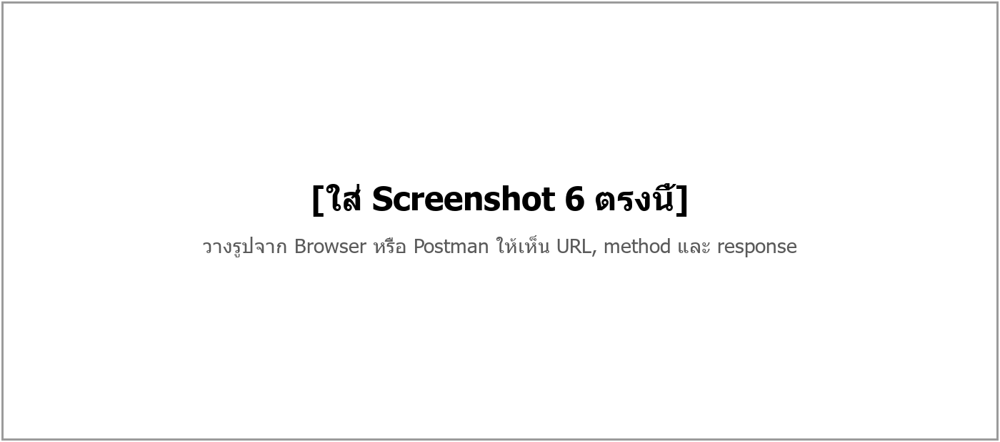 [ใส่ Screenshot 6 ตรงนี้]
วางรูปจาก Browser หรือ Postman ให้เห็น URL, method และ response